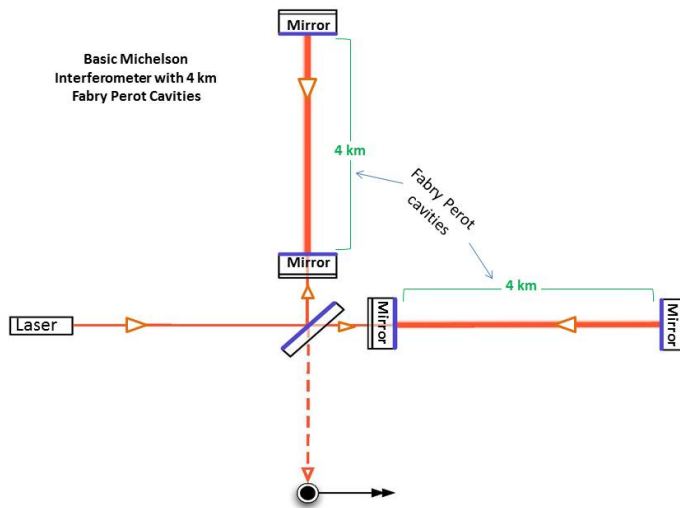 Mirror
Basic Michelson
Interferometer with 4 km
Fabry Perot Cavities
4 km
Fabry Perot
cavities
Mirror
4 km
Laser
Mirror
Mirror